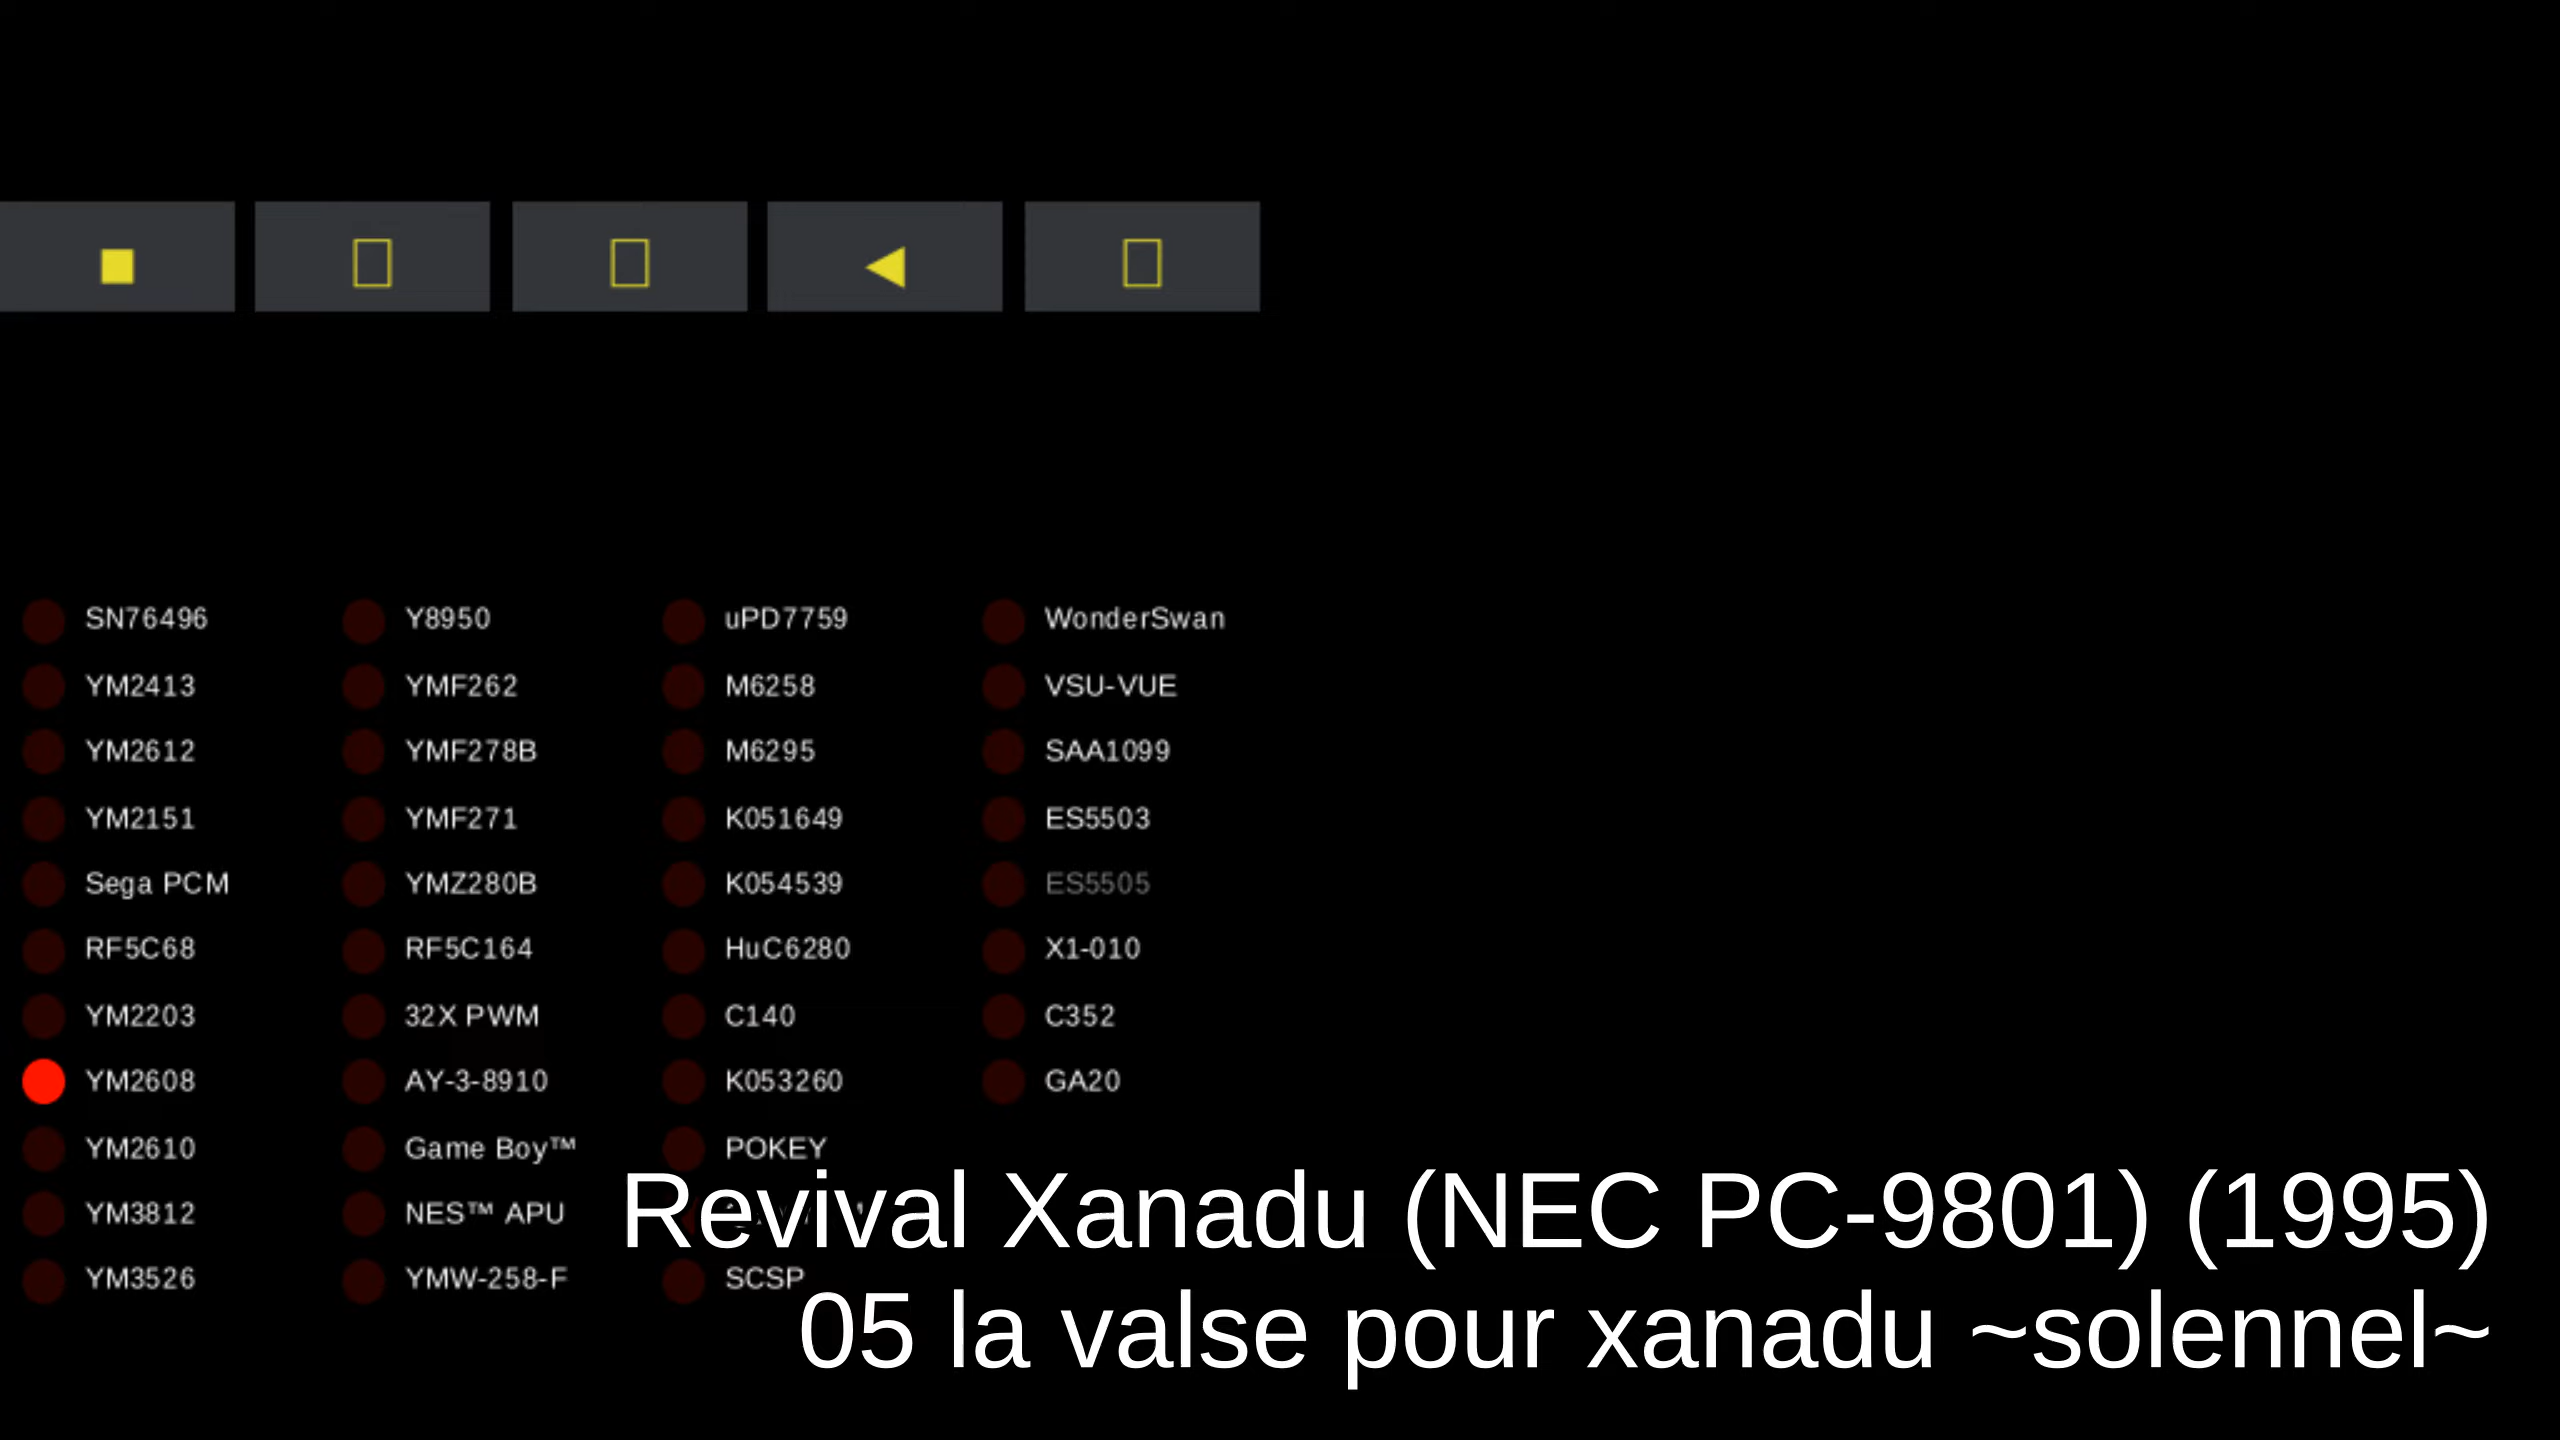 SN76496 Y8950 uPD7759 WonderSwan
YM2413 YMF262 M6258 VSU-VUE
YM2612 YMF278B M6295 SAA1099
YM2151 YMF271 K051649 ES5503
Sega PCM YMZ280B K054539 ES5505
RF5C68 RF5C164 HuC6280 X1-010
YM2203 32X PWM C140 C352
YM2608 AY-3-8910 K053260 GA20
YM2610 Game Boy™ POKEY
YM3812 NES™ APU
YM3526 YMW-258-F SCSP
Revival Xanadu (NEC PC-9801) (1995)
05 la valse pour xanadu ~solennel~